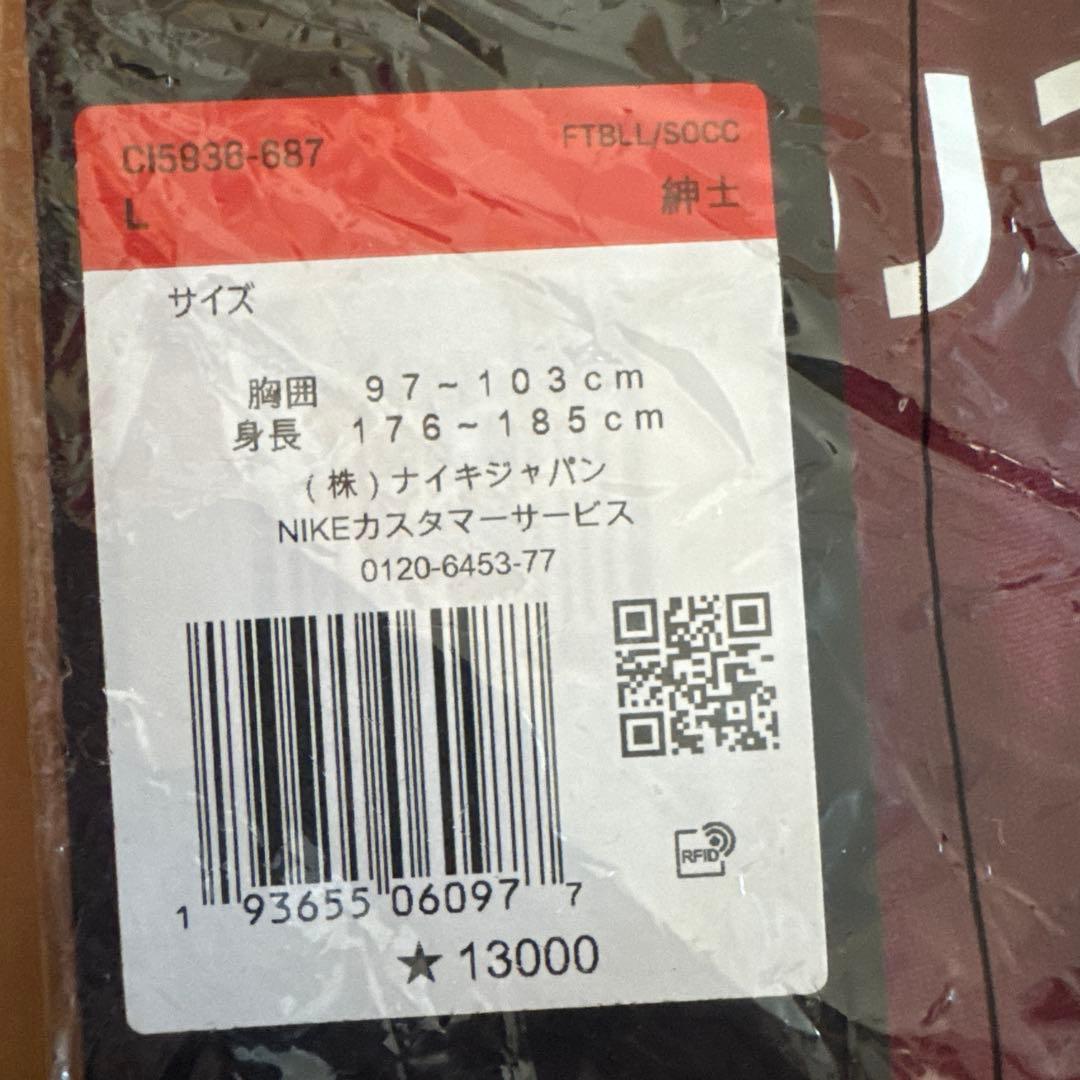 CI5936-687
FTBLL/SOCC
L
紳士
サイズ
胸囲 97~103cm
身長 176~185cm
(株)ナイキジャパン
NIKEカスタマーサービス
0120-6453-77
RFID
1 93655 06097 7
★13000